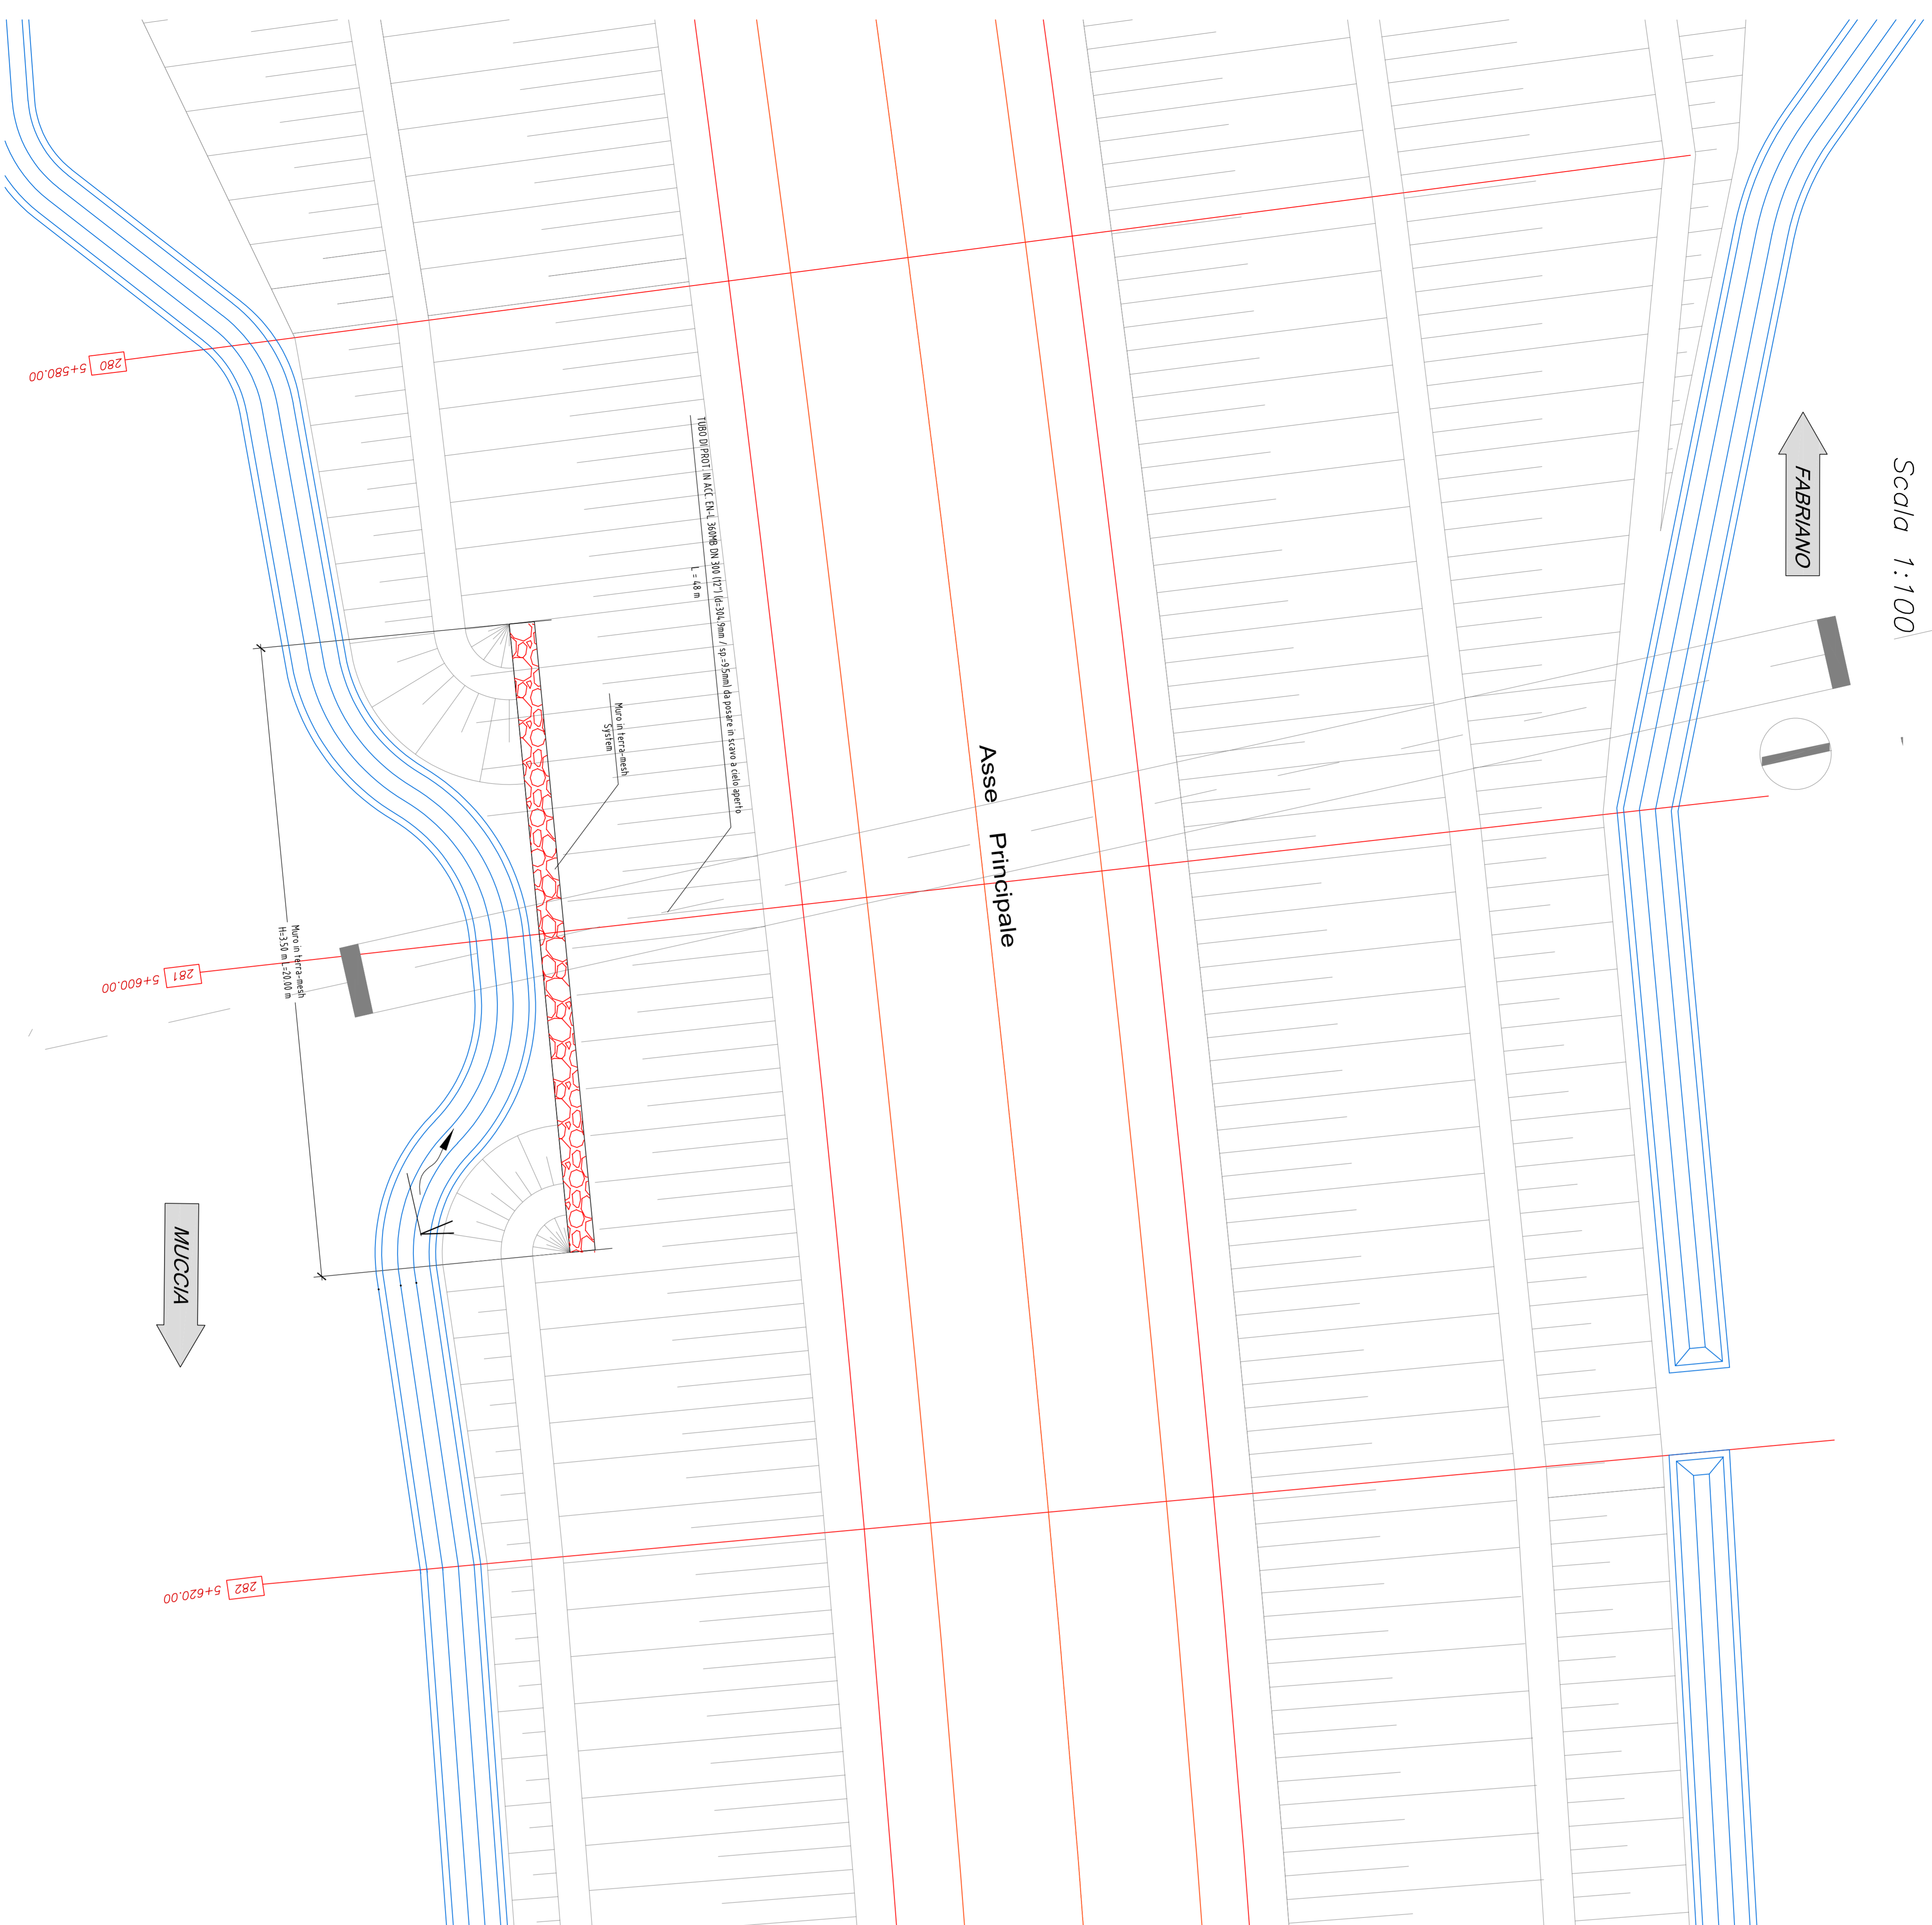 Scala 1:100
FABRIANO
Asse Principale
TUBO DI PROT. IN ACC. EN-L 360MB DN 300 (12") (d=304,9mm / sp.=9,5mm) da posare in scavo a cielo aperto
L = 48 m
Muro in terra-mesh
System
Muro in terra-mesh
H=3.50 m L=20.00 m
MUCCIA
280 5+580.00
281 5+600.00
282 5+620.00